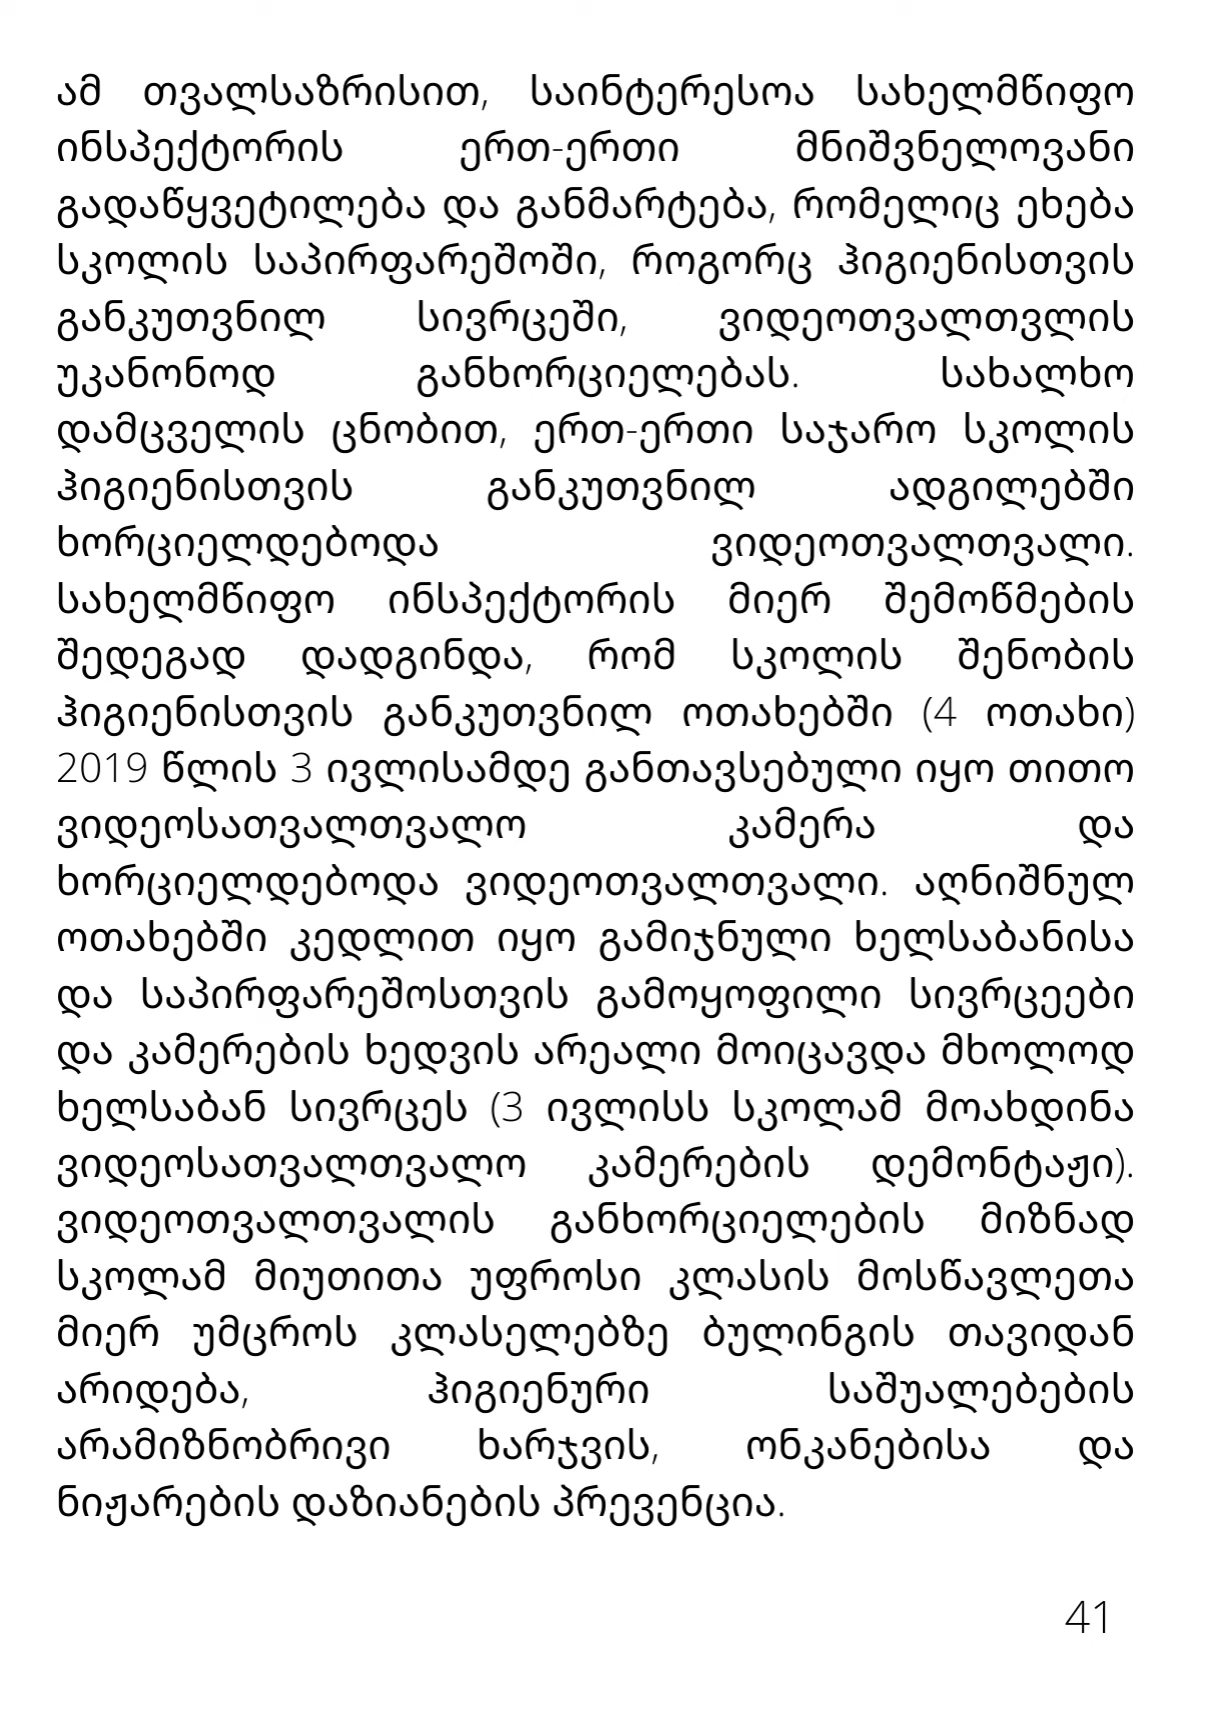 ამ თვალსაზრისით, საინტერესოა სახელმწიფო
ინსპექტორის ერთ-ერთი მნიშვნელოვანი
გადაწყვეტილება და განმარტება, რომელიც ეხება
სკოლის საპირფარეშოში, როგორც ჰიგიენისთვის
განკუთვნილ სივრცეში, ვიდეოთვალთვლის
უკანონოდ განხორციელებას. სახალხო
დამცველის ცნობით, ერთ-ერთი საჯარო სკოლის
ჰიგიენისთვის განკუთვნილ ადგილებში
ხორციელდებოდა ვიდეოთვალთვალი.
სახელმწიფო ინსპექტორის მიერ შემოწმების
შედეგად დადგინდა, რომ სკოლის შენობის
ჰიგიენისთვის განკუთვნილ ოთახებში (4 ოთახი)
2019 წლის 3 ივლისამდე განთავსებული იყო თითო
ვიდეოსათვალთვალო კამერა და
ხორციელდებოდა ვიდეოთვალთვალი. აღნიშნულ
ოთახებში კედლით იყო გამიჯნული ხელსაბანისა
და საპირფარეშოსთვის გამოყოფილი სივრცეები
და კამერების ხედვის არეალი მოიცავდა მხოლოდ
ხელსაბან სივრცეს (3 ივლისს სკოლამ მოახდინა
ვიდეოსათვალთვალო კამერების დემონტაჟი).
ვიდეოთვალთვალის განხორციელების მიზნად
სკოლამ მიუთითა უფროსი კლასის მოსწავლეთა
მიერ უმცროს კლასელებზე ბულინგის თავიდან
არიდება, ჰიგიენური საშუალებების
არამიზნობრივი ხარჯვის, ონკანებისა და
ნიჟარების დაზიანების პრევენცია.
41